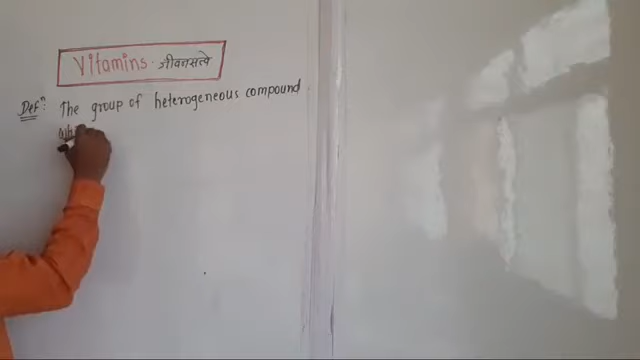 Vitamins. जीवनसत्वे
Defⁿ: The group of heterogeneous compound